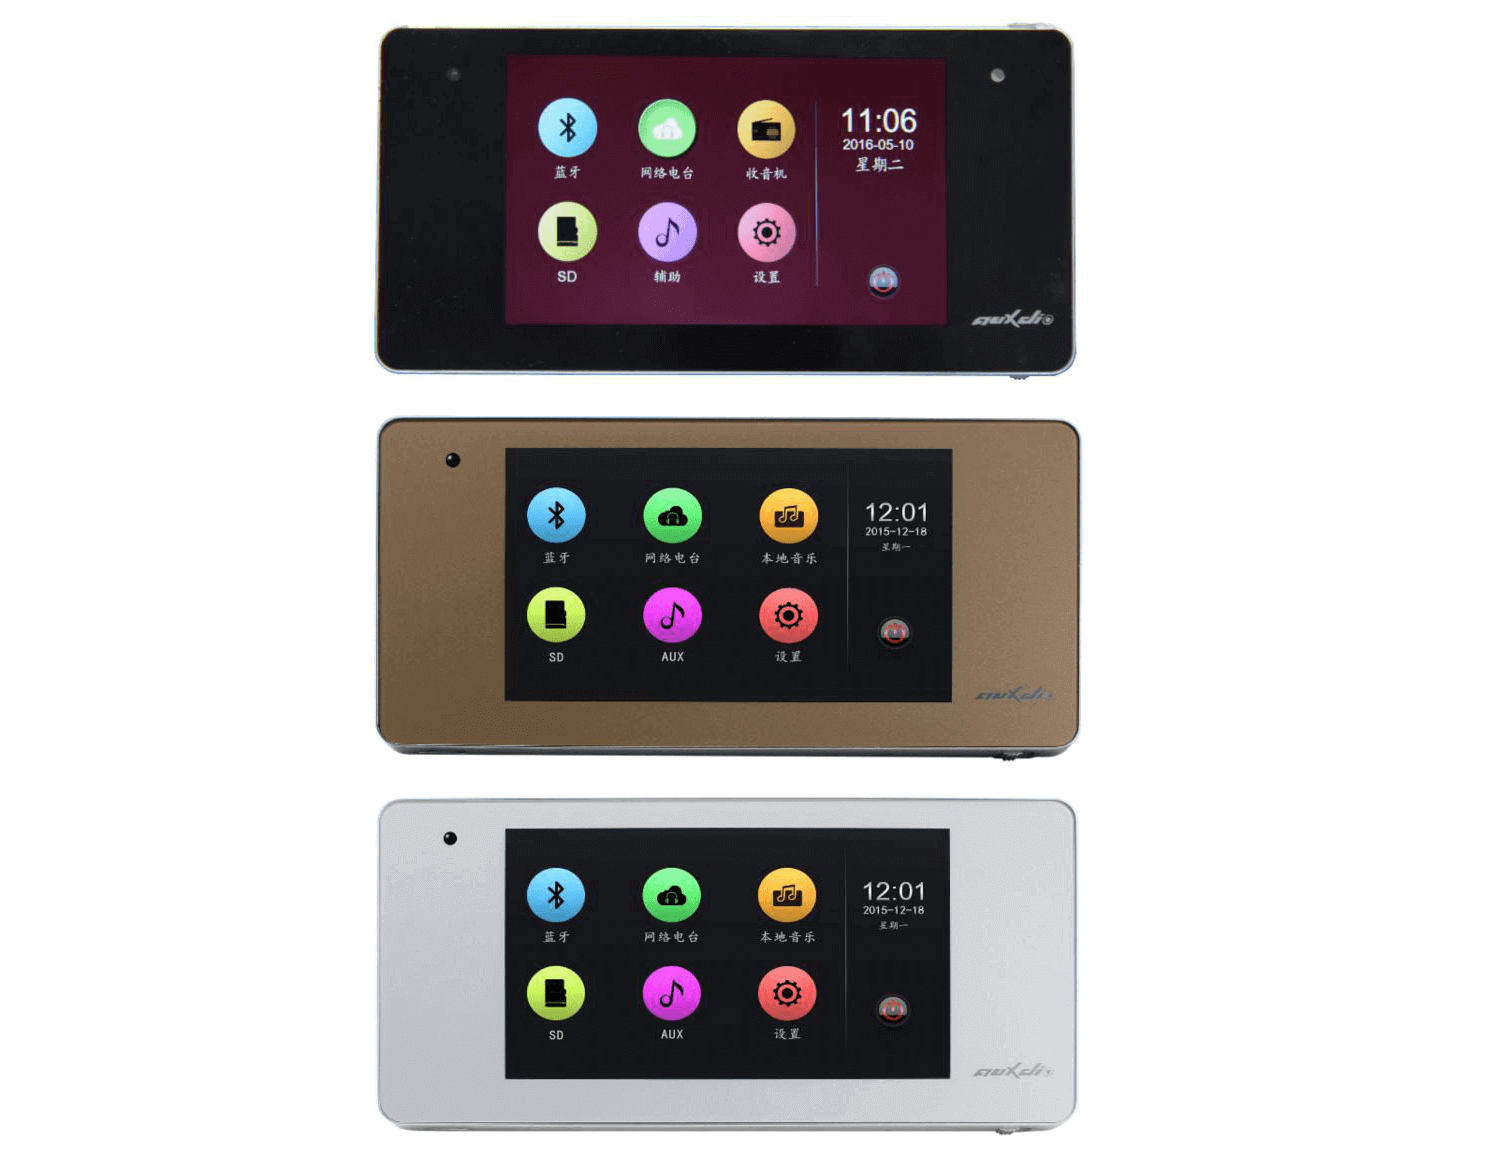 蓝牙 网络电台 收音机
11:06
2016-05-10
星期二
SD 辅助 设置
auxdio
蓝牙 网络电台 本地音乐
12:01
2015-12-18
星期一
SD AUX 设置
auxdio
蓝牙 网络电台 本地音乐
12:01
2015-12-18
星期一
SD AUX 设置
auxdio